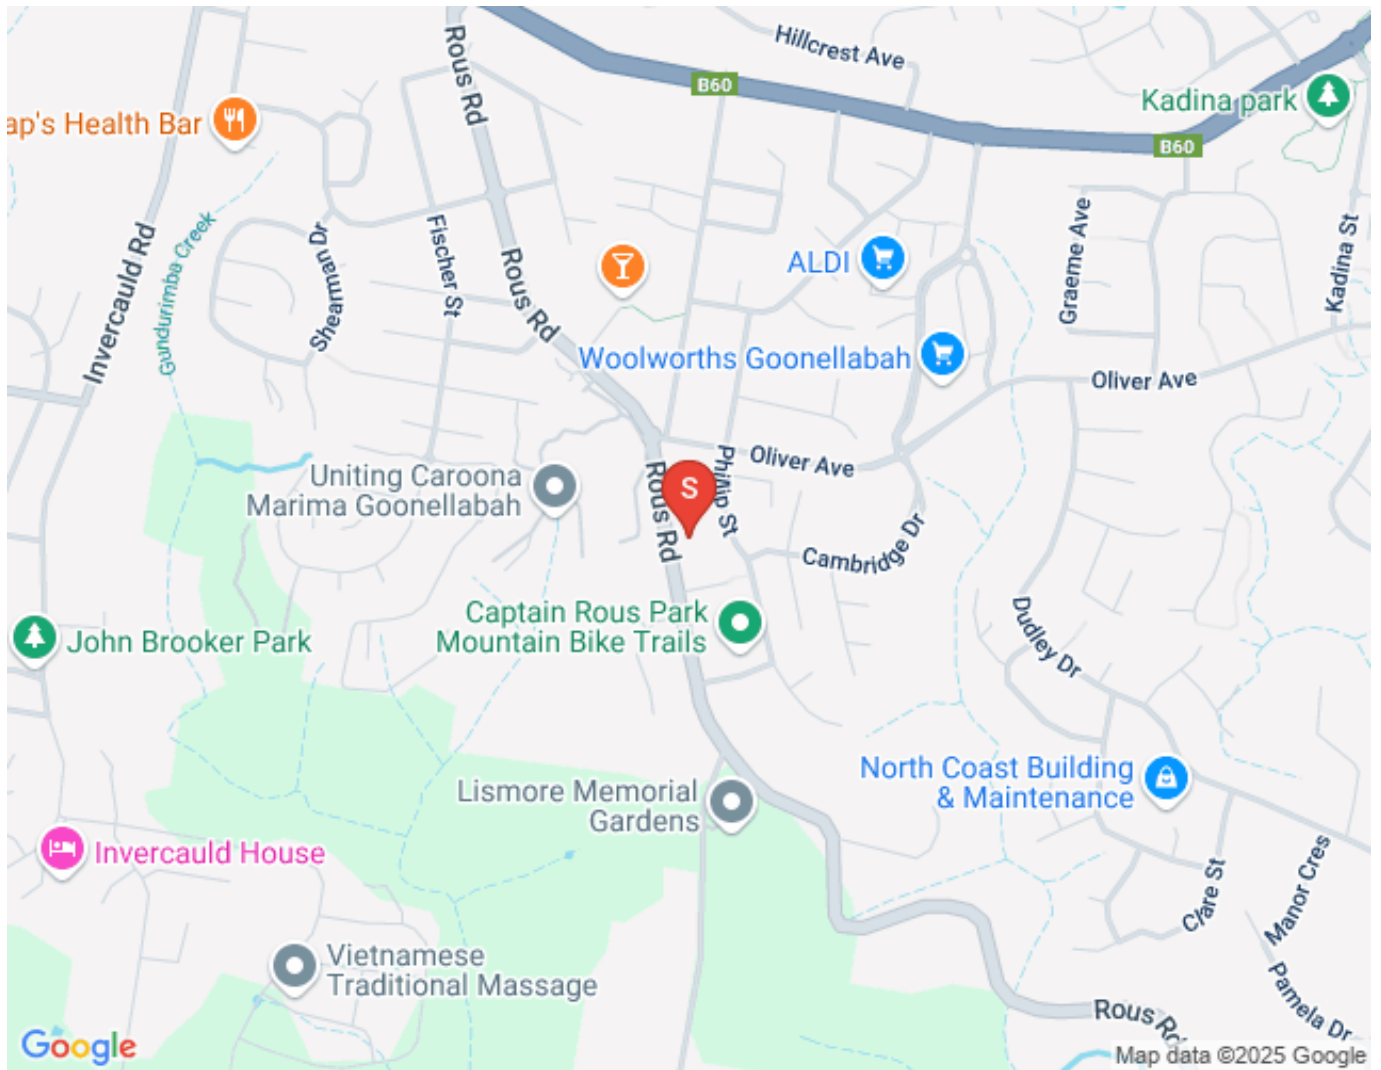 Hillcrest Ave
Rous Rd
B60
Kadina park
ap's Health Bar
B60
Gundurimba Creek
Shearman Dr
Fischer St
Invercauld Rd
Rous Rd
ALDI
Graeme Ave
Kadina St
Woolworths Goonellabah
Oliver Ave
Oliver Ave
Phillip St
Uniting Caroona
Marima Goonellabah
Rous Rd
S
Cambridge Dr
Captain Rous Park
Mountain Bike Trails
John Brooker Park
Dudley Dr
North Coast Building
& Maintenance
Lismore Memorial
Gardens
Invercauld House
Clare St
Manor Cres
Vietnamese
Traditional Massage
Pamela Dr
Rous Rd
Google
Map data ©2025 Google